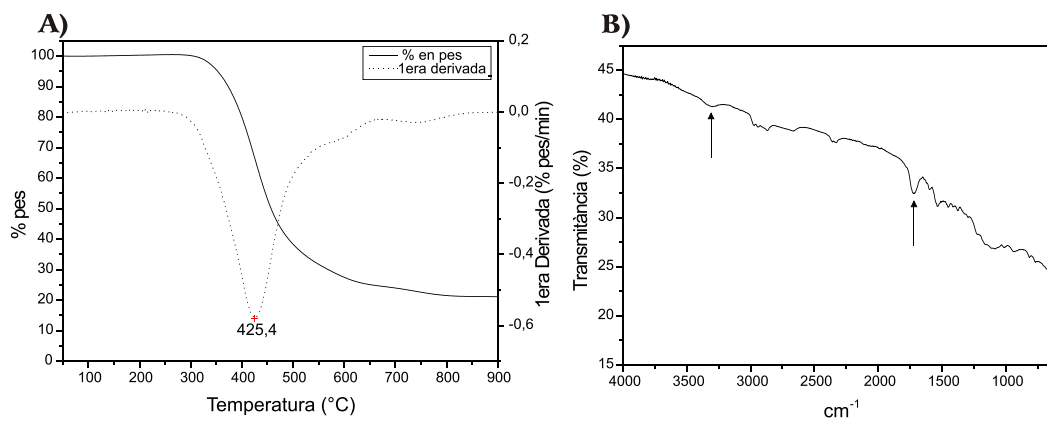 A)
% en pes
1era derivada
100
90
80
70
60
50
40
30
20
10
0
% pes
0,2
0,0
-0,2
-0,4
-0,6
1era Derivada (% pes/min)
425,4
100 200 300 400 500 600 700 800 900
Temperatura (°C)
B)
45
40
35
30
25
20
15
Transmitància (%)
4000 3500 3000 2500 2000 1500 1000
cm-1